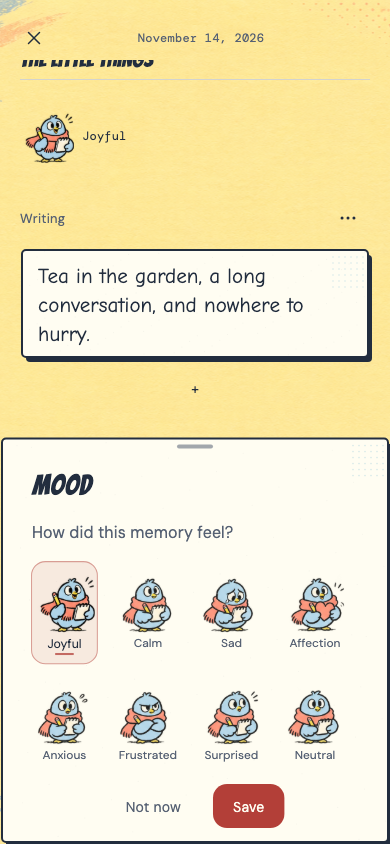 November 14, 2026
THE LITTLE THINGS
Joyful
Writing
Tea in the garden, a long
conversation, and nowhere to
hurry.
+
MOOD
How did this memory feel?
Joyful
Calm
Sad
Affection
Anxious
Frustrated
Surprised
Neutral
Not now
Save